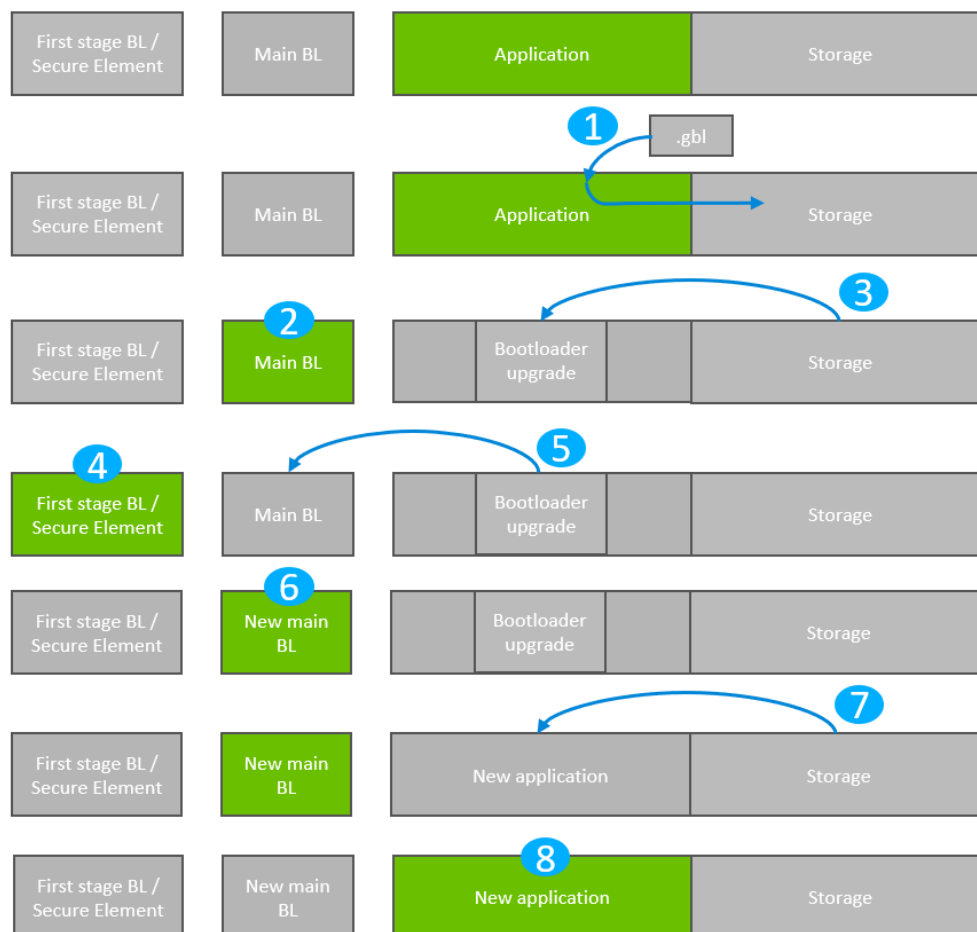 First stage BL /
Secure Element
Main BL
Application
Storage
1
.gbl
First stage BL /
Secure Element
Main BL
Application
Storage
2
3
First stage BL /
Secure Element
Main BL
Bootloader
upgrade
Storage
4
5
First stage BL /
Secure Element
Main BL
Bootloader
upgrade
Storage
6
First stage BL /
Secure Element
New main
BL
Bootloader
upgrade
Storage
7
First stage BL /
Secure Element
New main
BL
New application
Storage
8
First stage BL /
Secure Element
New main
BL
New application
Storage